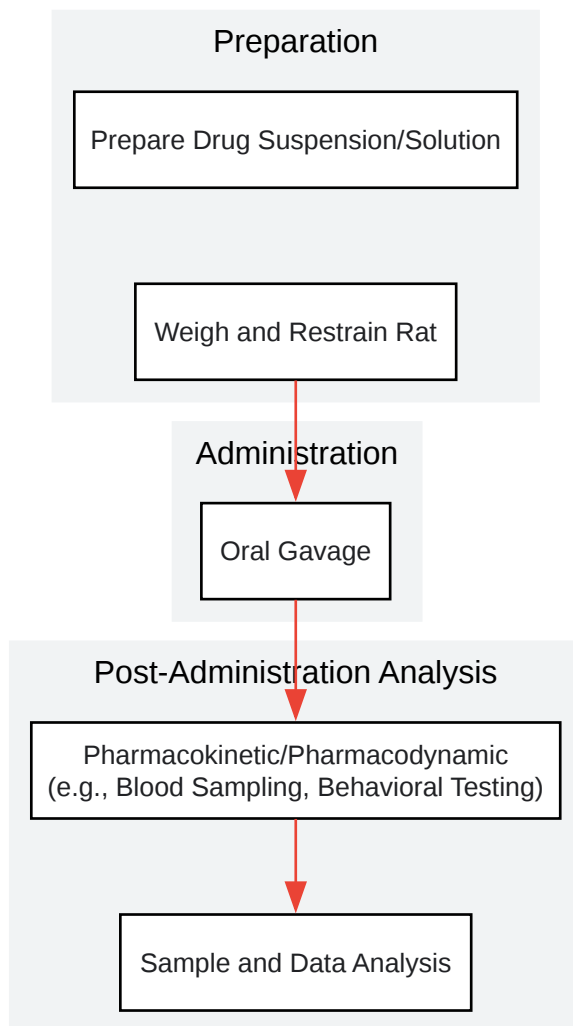 Preparation
Prepare Drug Suspension/Solution
Weigh and Restrain Rat
Administration
Oral Gavage
Post-Administration Analysis
Pharmacokinetic/Pharmacodynamic
(e.g., Blood Sampling, Behavioral Testing)
Sample and Data Analysis